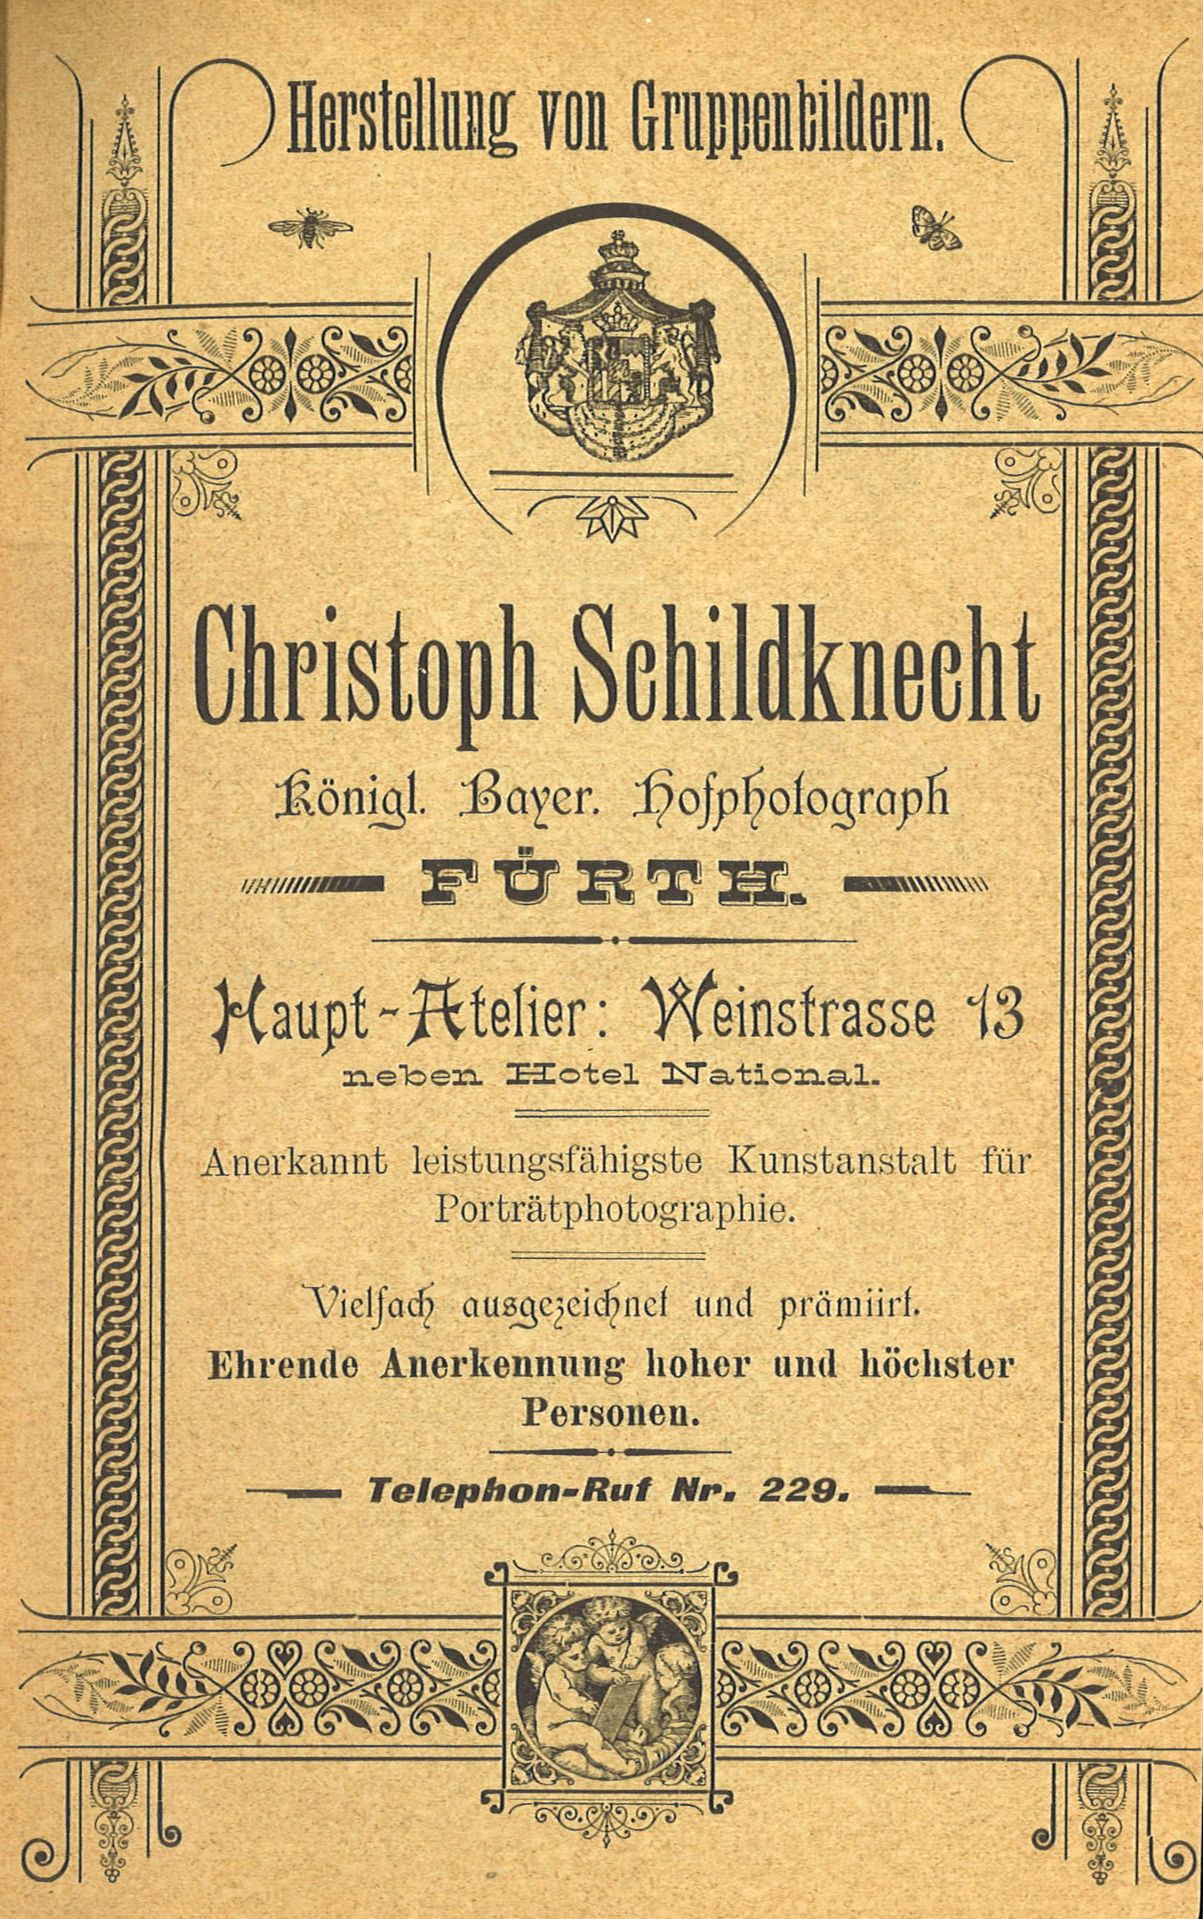 Herstellung von Gruppenbildern.
Christoph Schildknecht
Königl. Bayer. Hofphotograph
FÜRTH.
Haupt-Atelier: Weinstrasse 13
neben Hotel National.
Anerkannt leistungsfähigste Kunstanstalt für
Porträtphotographie.
Vielfach ausgezeichnet und prämiirt.
Ehrende Anerkennung hoher und höchster
Personen.
Telephon-Ruf Nr. 229.